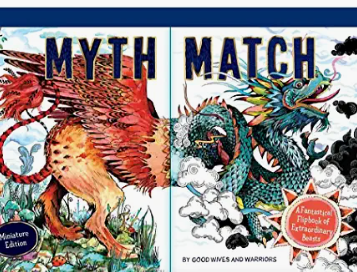 MYTH MATCH
Miniature
Edition
BY GOOD WIVES AND WARRIORS
A Fantastical
Flipbook of
Extraordinary
Beasts